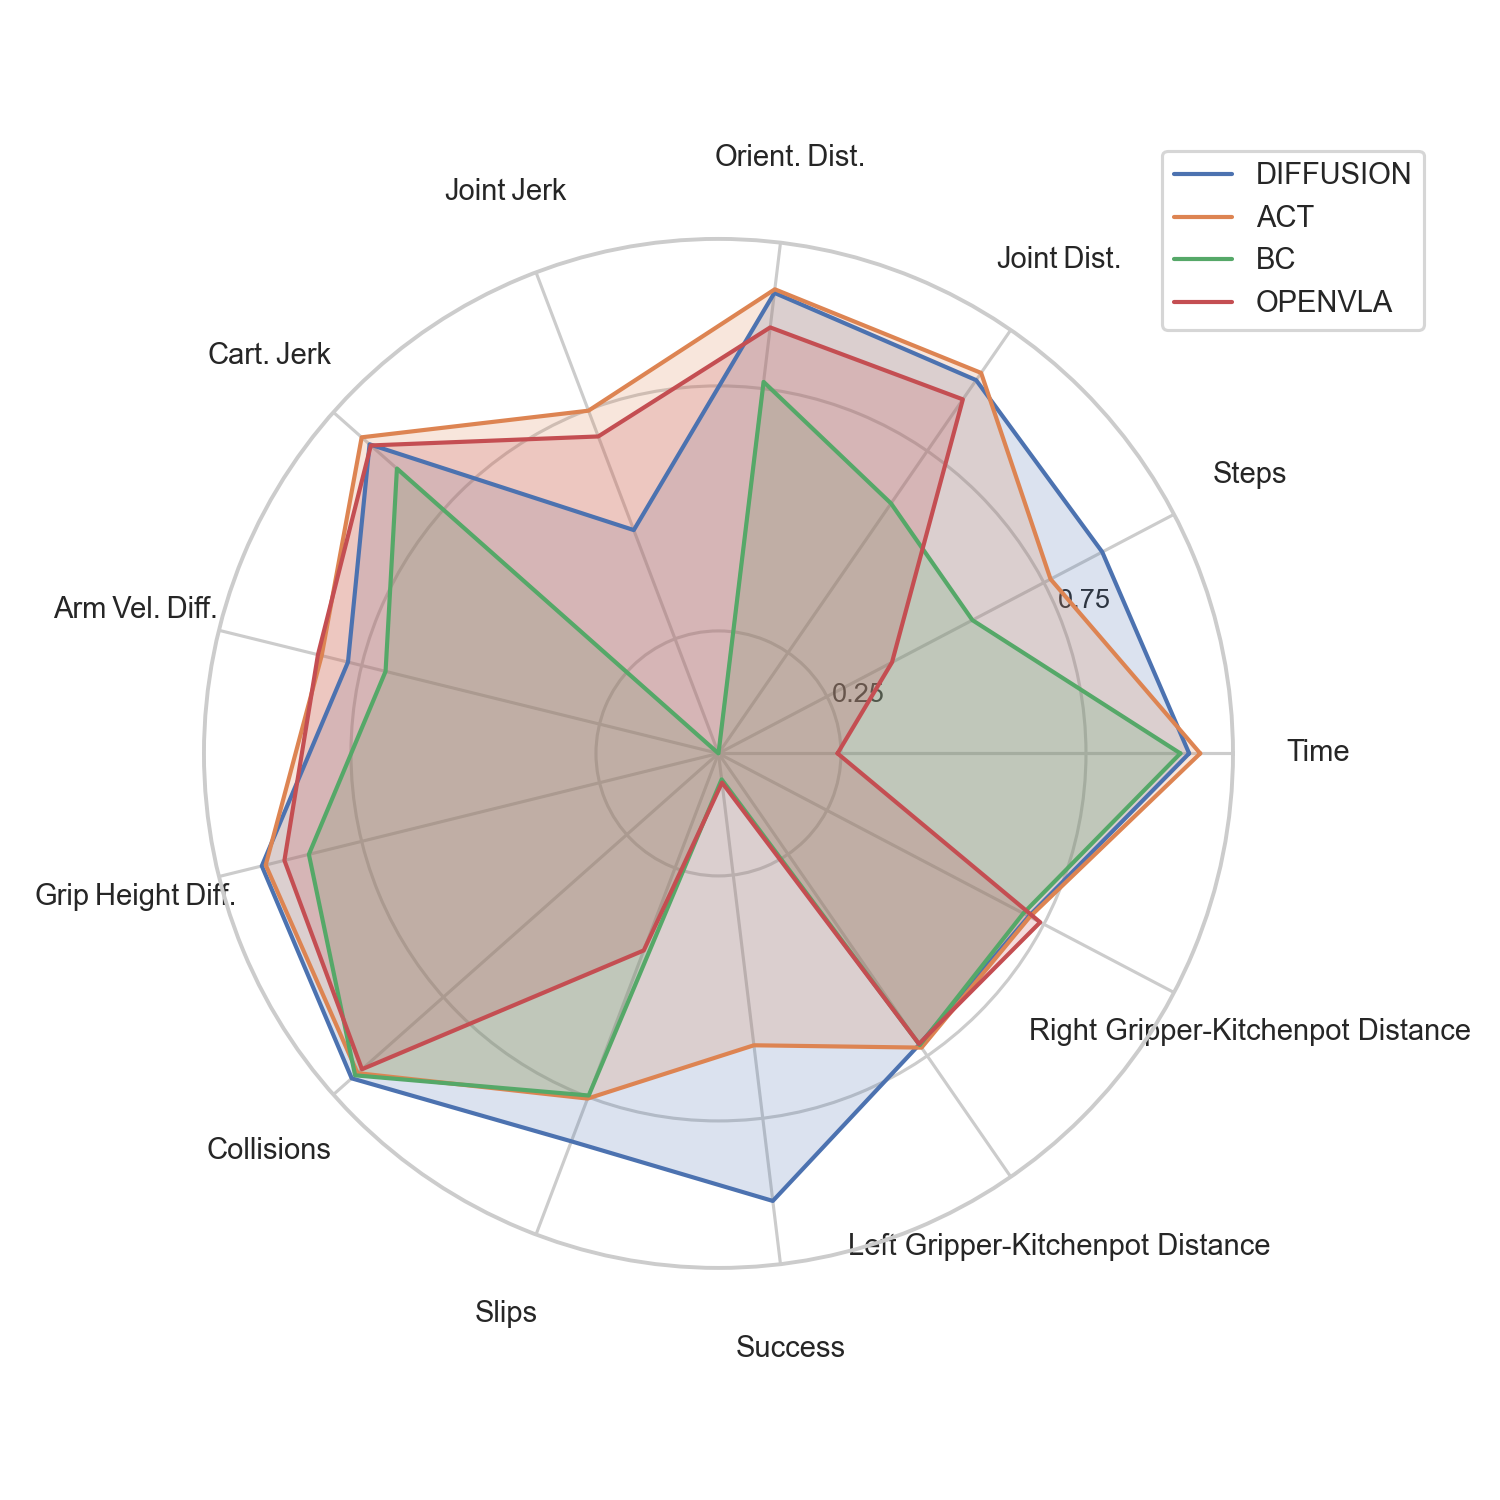 Orient. Dist.
Joint Jerk
Joint Dist.
Cart. Jerk
Steps
Arm Vel. Diff.
0.75
0.25
Time
Grip Height Diff.
Right Gripper-Kitchenpot Distance
Collisions
Left Gripper-Kitchenpot Distance
Slips
Success
DIFFUSION
ACT
BC
OPENVLA